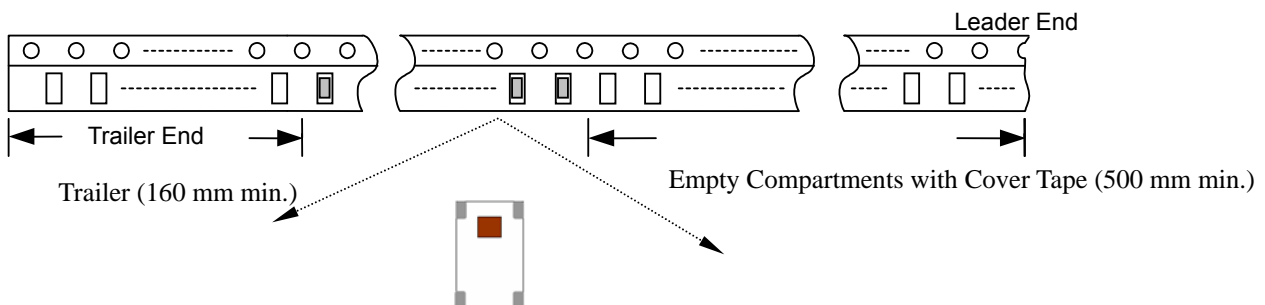 Leader End
Trailer End
Trailer (160 mm min.)
Empty Compartments with Cover Tape (500 mm min.)